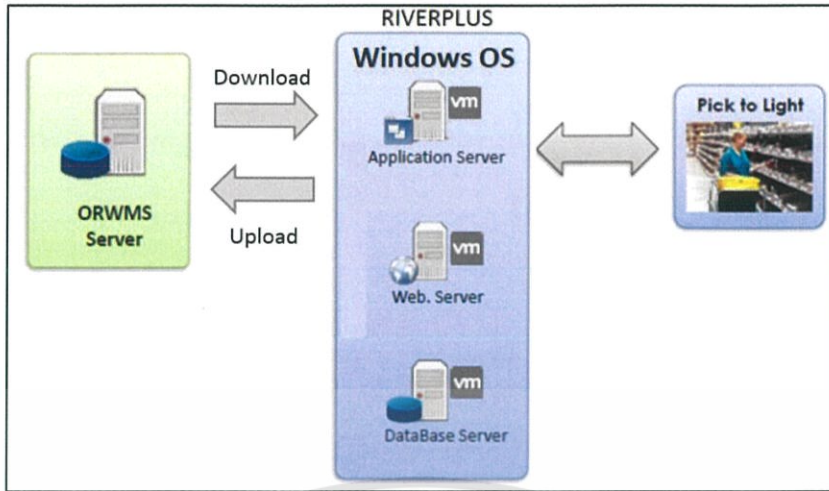 RIVERPLUS
Windows OS
Download
vm
Application Server
Pick to Light
ORWMS
Server
Upload
vm
Web. Server
vm
DataBase Server